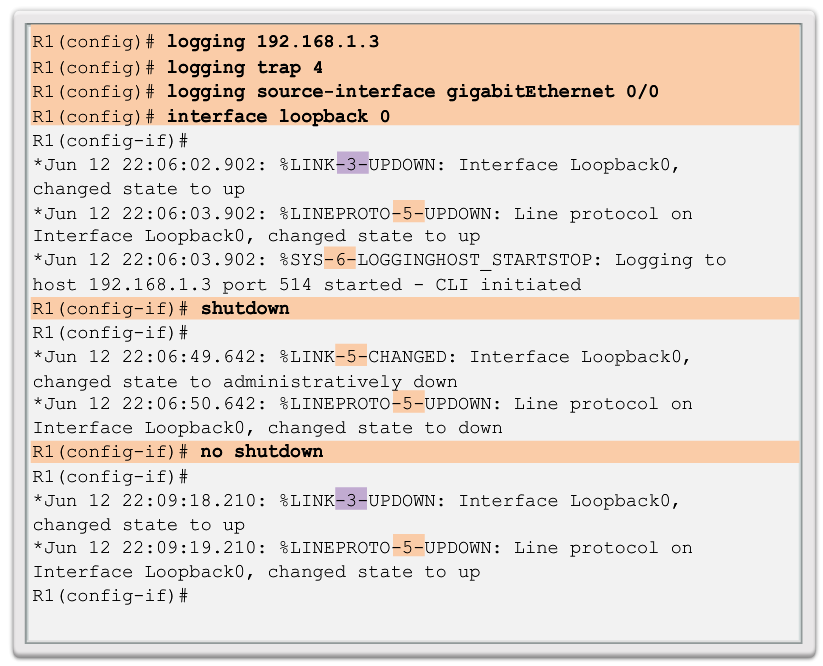 R1(config)# logging 192.168.1.3
R1(config)# logging trap 4
R1(config)# logging source-interface gigabitEthernet 0/0
R1(config)# interface loopback 0
R1(config-if)#
*Jun 12 22:06:02.902: %LINK-3-UPDOWN: Interface Loopback0,
changed state to up
*Jun 12 22:06:03.902: %LINEPROTO-5-UPDOWN: Line protocol on
Interface Loopback0, changed state to up
*Jun 12 22:06:03.902: %SYS-6-LOGGINGHOST_STARTSTOP: Logging to
host 192.168.1.3 port 514 started - CLI initiated
R1(config-if)# shutdown
R1(config-if)#
*Jun 12 22:06:49.642: %LINK-5-CHANGED: Interface Loopback0,
changed state to administratively down
*Jun 12 22:06:50.642: %LINEPROTO-5-UPDOWN: Line protocol on
Interface Loopback0, changed state to down
R1(config-if)# no shutdown
R1(config-if)#
*Jun 12 22:09:18.210: %LINK-3-UPDOWN: Interface Loopback0,
changed state to up
*Jun 12 22:09:19.210: %LINEPROTO-5-UPDOWN: Line protocol on
Interface Loopback0, changed state to up
R1(config-if)#